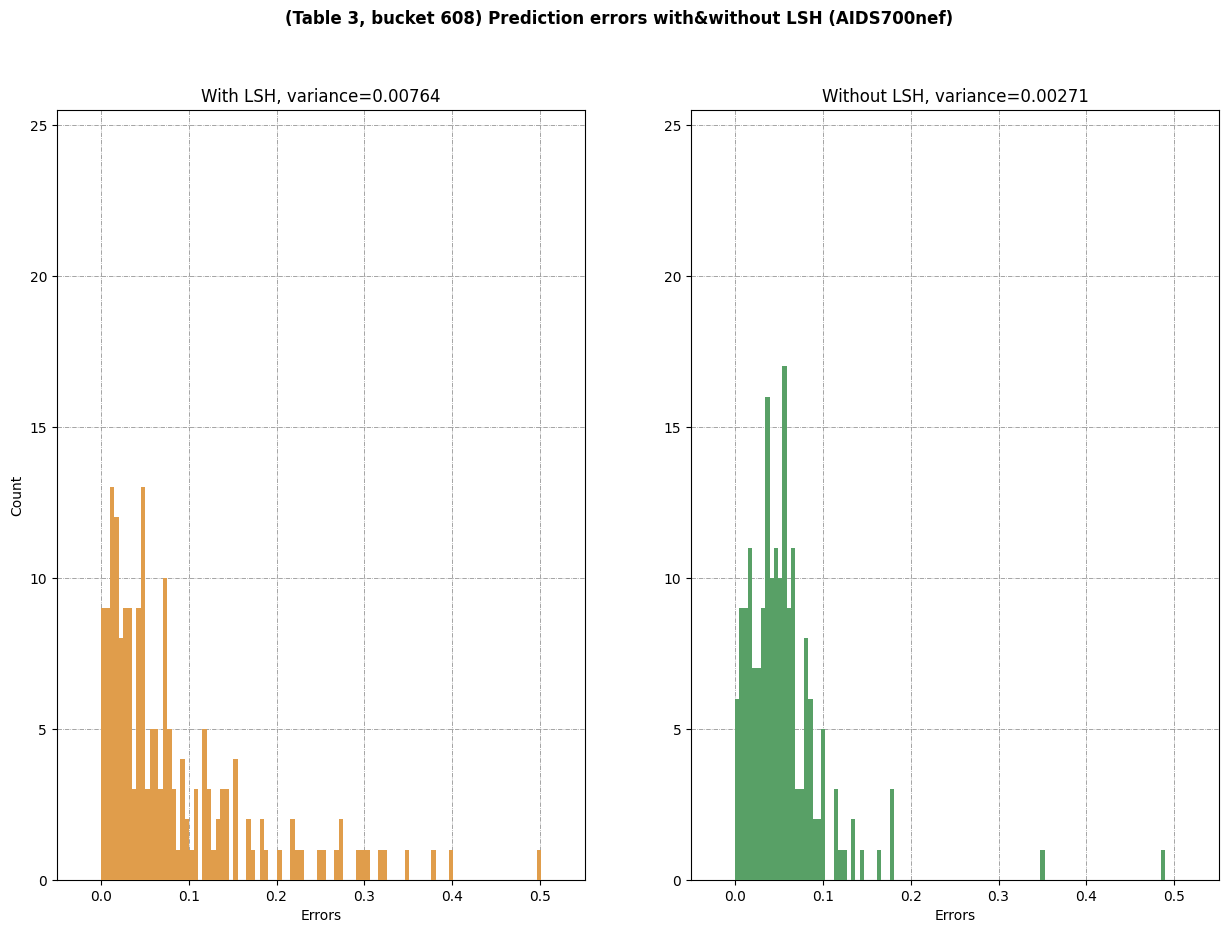 (Table 3, bucket 608) Prediction errors with&without LSH (AIDS700nef)
With LSH, variance=0.00764
25
20
15
10
5
0
Count
0.0 0.1 0.2 0.3 0.4 0.5
Errors
Without LSH, variance=0.00271
25
20
15
10
5
0
0.0 0.1 0.2 0.3 0.4 0.5
Errors